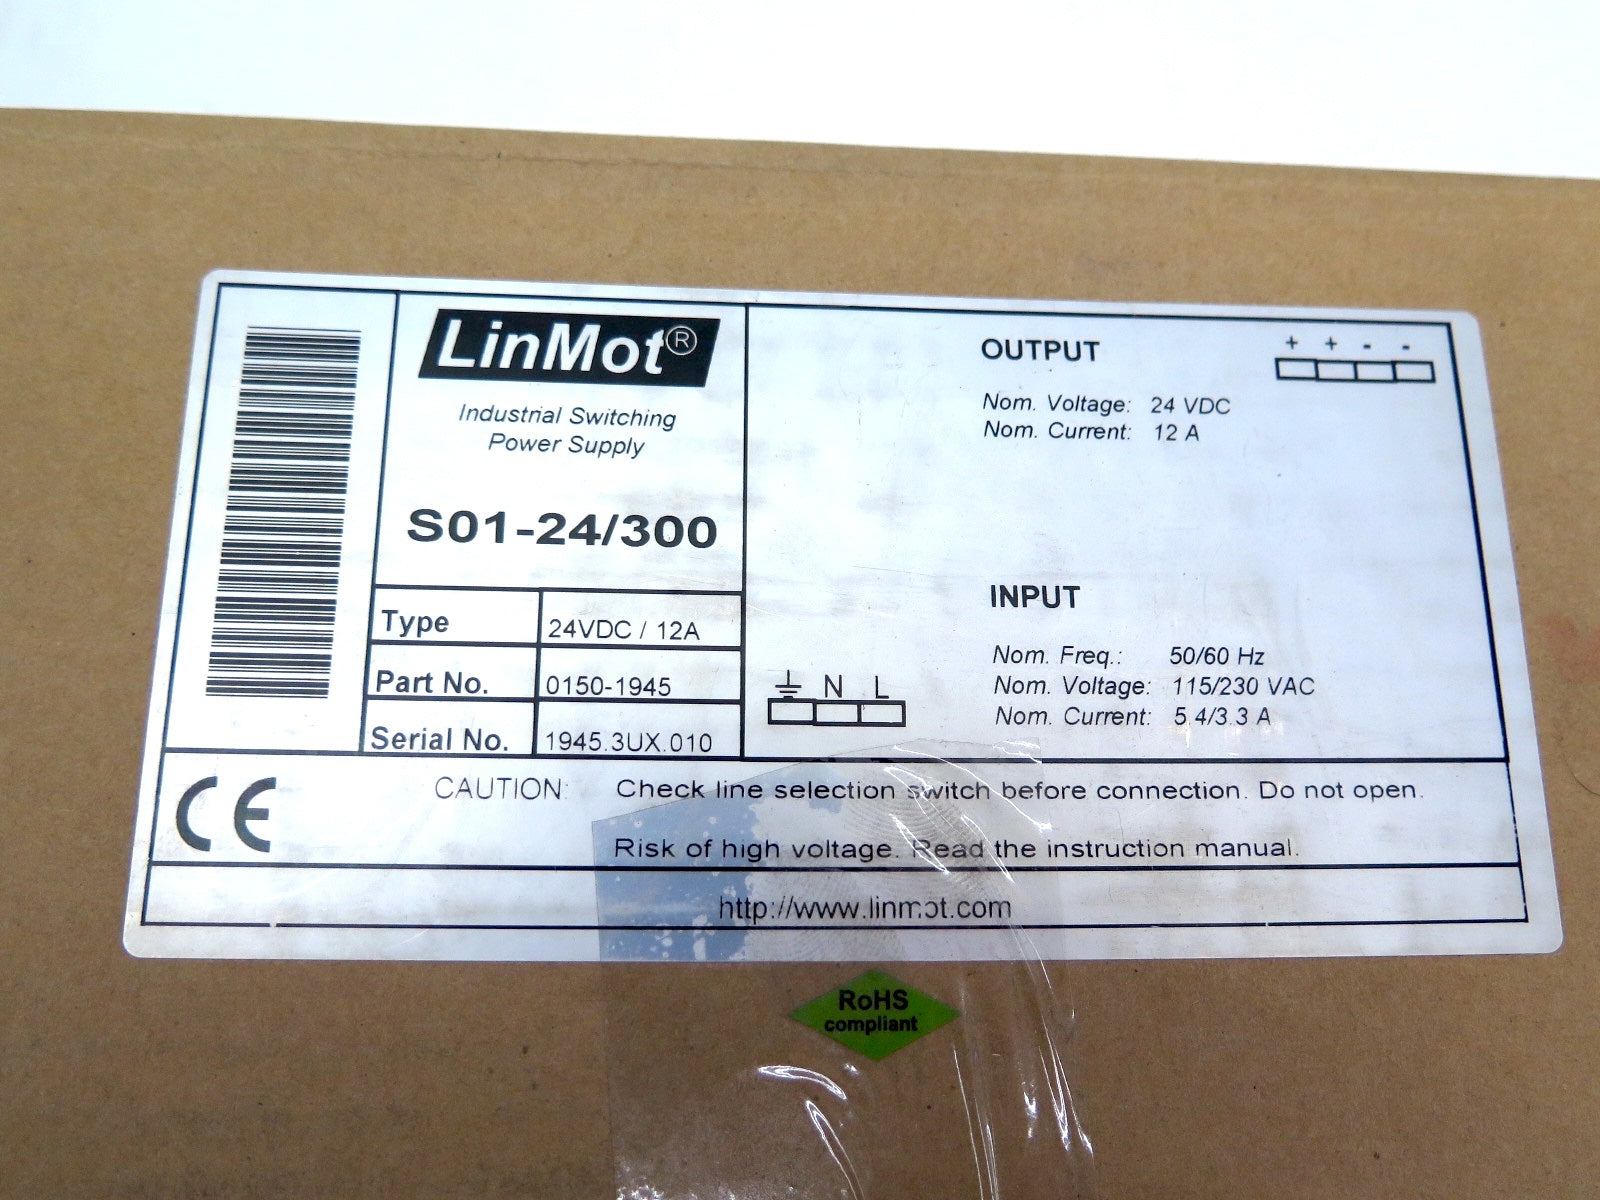 LinMot®
Industrial Switching
Power Supply
S01-24/300
Type 24VDC / 12A
Part No. 0150-1945
Serial No. 1945.3UX.010
OUTPUT
+ + - -
Nom. Voltage: 24 VDC
Nom. Current: 12 A
INPUT
Nom. Freq.: 50/60 Hz
Nom. Voltage: 115/230 VAC
Nom. Current: 5.4/3.3 A
N L
CE
CAUTION: Check line selection switch before connection. Do not open.
Risk of high voltage. Read the instruction manual.
http://www.linmot.com
RoHS
compliant